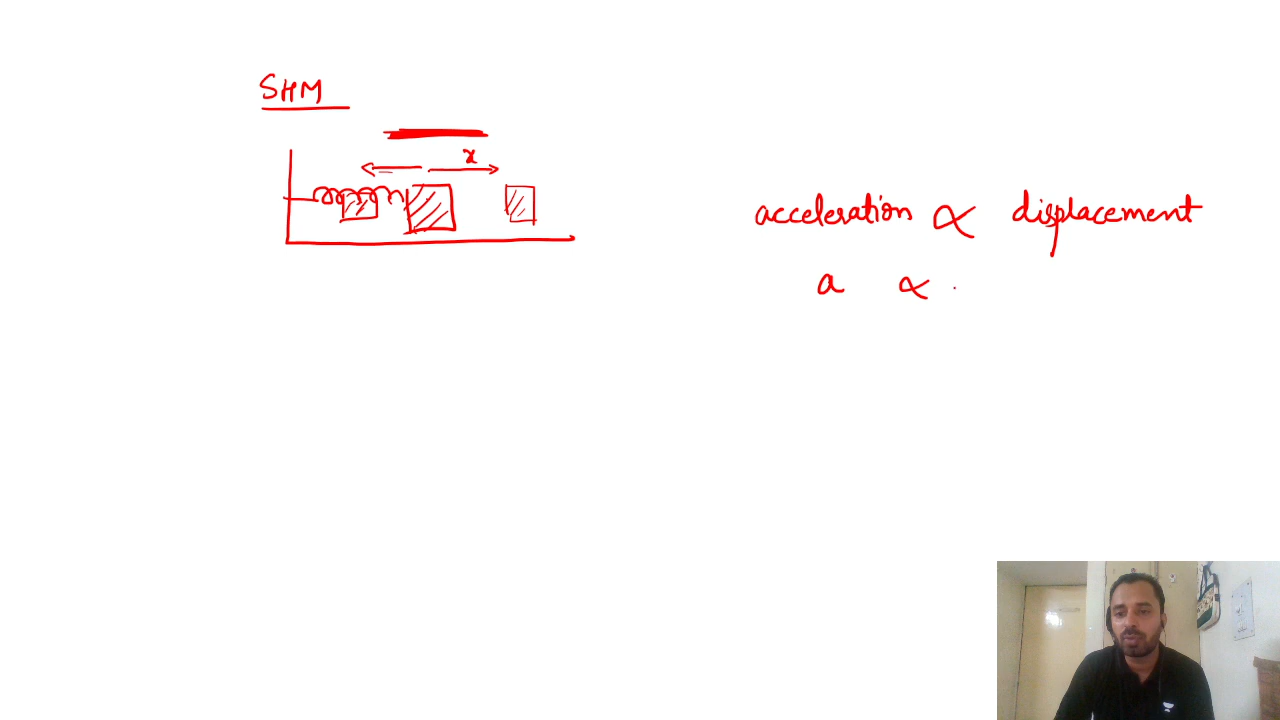 SHM
x
acceleration ∝ displacement
a ∝